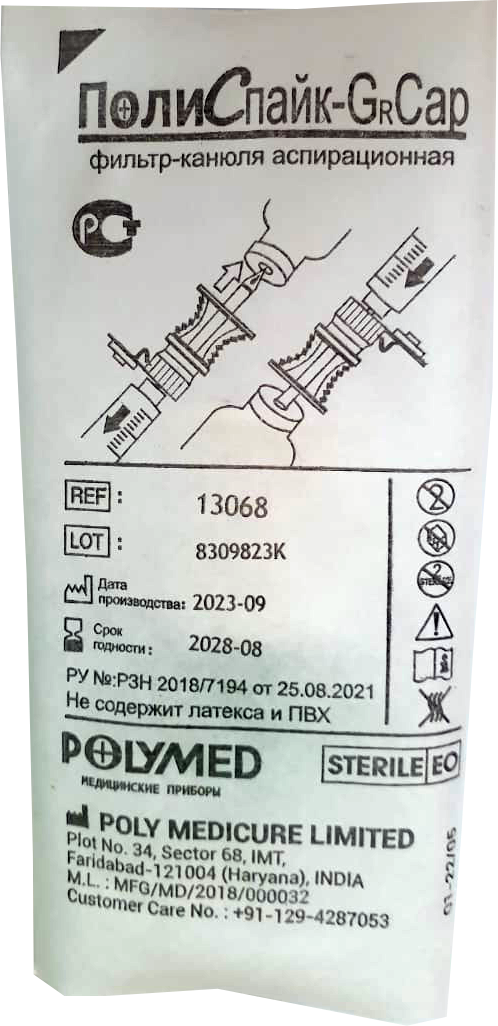 ПолиСпайк-GRCap
фильтр-канюля аспирационная
РСТ
REF : 13068
LOT : 8309823K
Дата
производства: 2023-09
Срок
годности: 2028-08
РУ №:РЗН 2018/7194 от 25.08.2021
Не содержит латекса и ПВХ
POLYMED
МЕДИЦИНСКИЕ ПРИБОРЫ
STERILE EO
POLY MEDICURE LIMITED
Plot No. 34, Sector 68, IMT,
Faridabad-121004 (Haryana), INDIA
M.L. : MFG/MD/2018/000032
Customer Care No. : +91-129-4287053
01-22/05
2
2
i